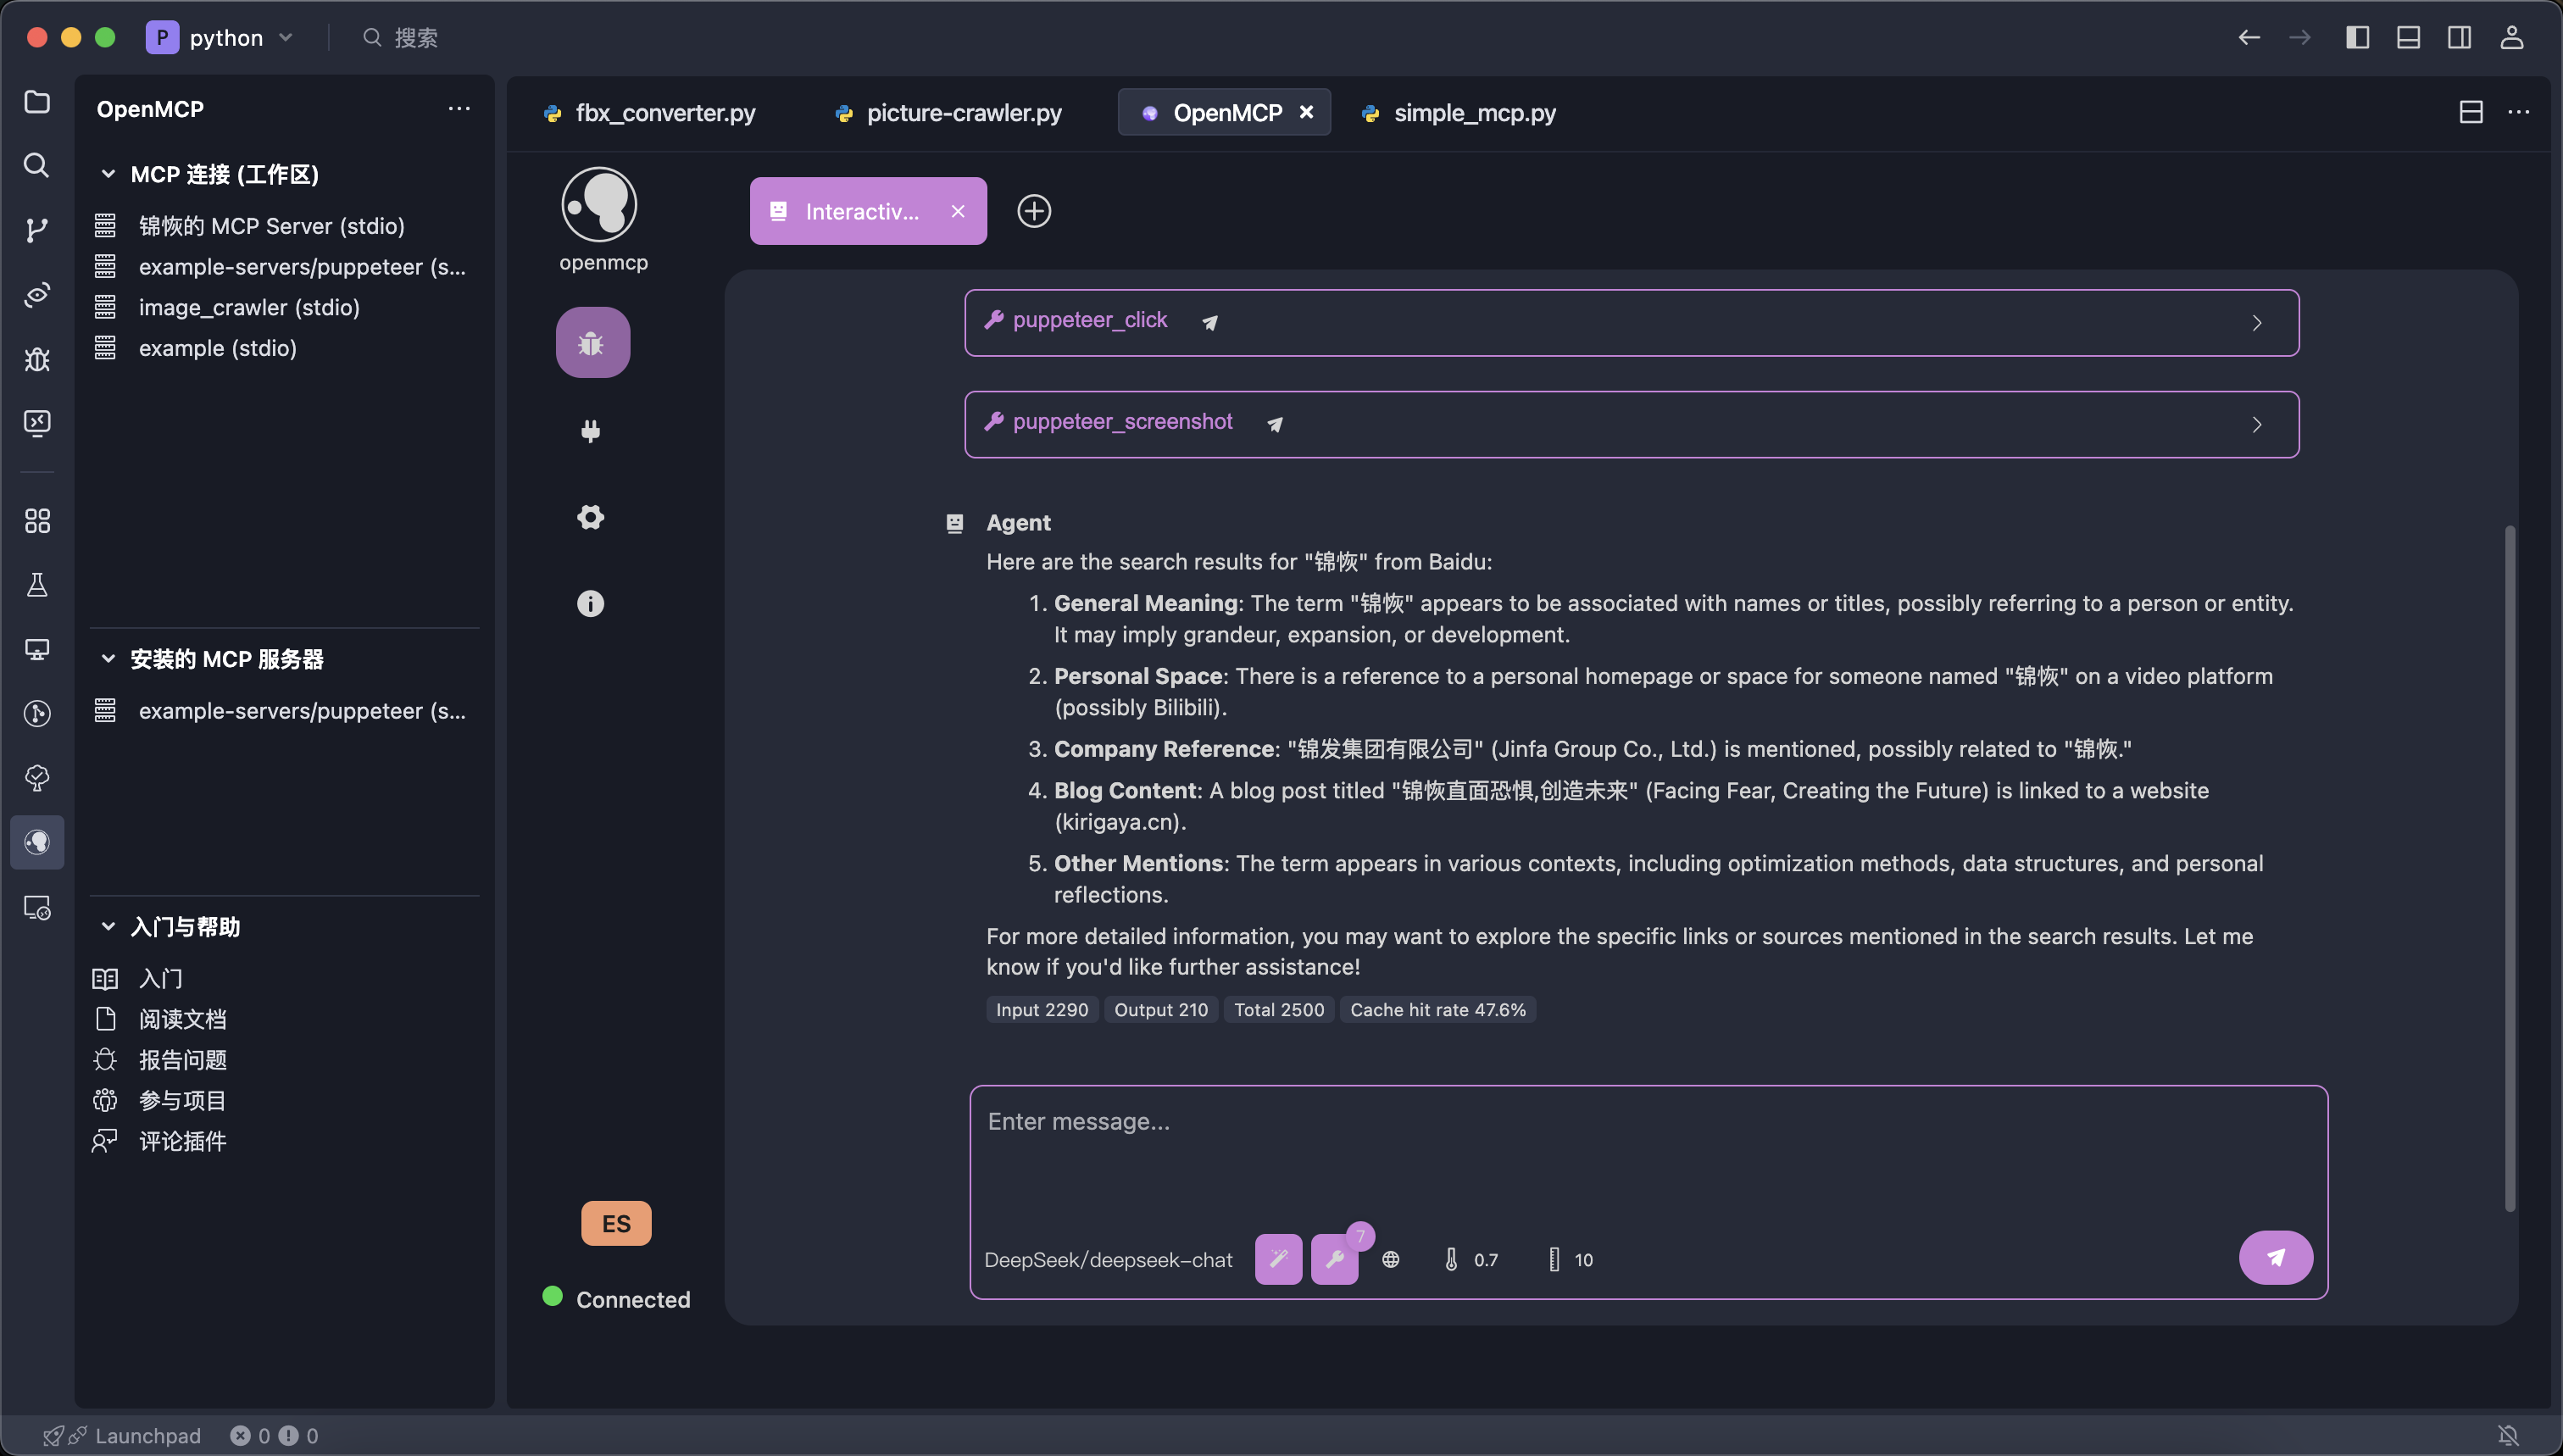 P python 搜索
OpenMCP
MCP 连接 (工作区)
锦恢的 MCP Server (stdio)
example-servers/puppeteer (s...
image_crawler (stdio)
example (stdio)
安装的 MCP 服务器
example-servers/puppeteer (s...
入门与帮助
入门
阅读文档
报告问题
参与项目
评论插件
fbx_converter.py picture-crawler.py OpenMCP simple_mcp.py
openmcp
Interactiv...
puppeteer_click
puppeteer_screenshot
Agent
Here are the search results for "锦恢" from Baidu:
1. General Meaning: The term "锦恢" appears to be associated with names or titles, possibly referring to a person or entity.
It may imply grandeur, expansion, or development.
2. Personal Space: There is a reference to a personal homepage or space for someone named "锦恢" on a video platform
(possibly Bilibili).
3. Company Reference: "锦发集团有限公司" (Jinfa Group Co., Ltd.) is mentioned, possibly related to "锦恢."
4. Blog Content: A blog post titled "锦恢直面恐惧,创造未来" (Facing Fear, Creating the Future) is linked to a website
(kirigaya.cn).
5. Other Mentions: The term appears in various contexts, including optimization methods, data structures, and personal
reflections.
For more detailed information, you may want to explore the specific links or sources mentioned in the search results. Let me
know if you'd like further assistance!
Input 2290 Output 210 Total 2500 Cache hit rate 47.6%
Enter message...
DeepSeek/deepseek-chat 7 0.7 10
ES
Connected
Launchpad 0 0